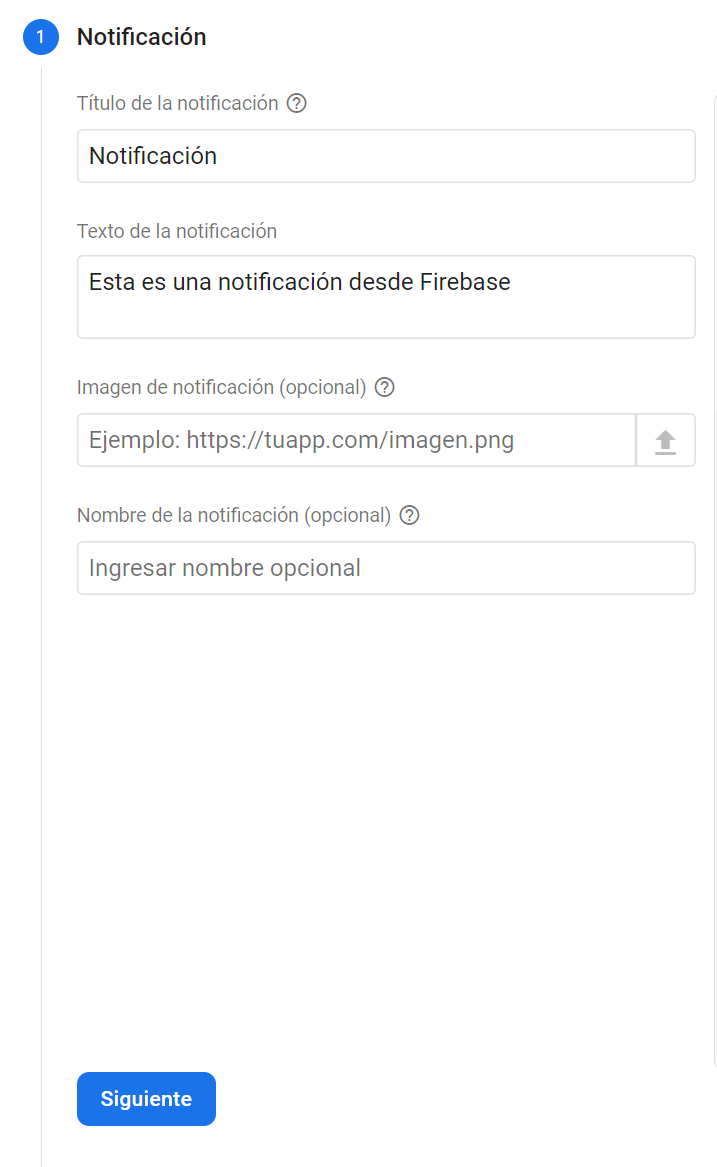 1 Notificación
Título de la notificación
Notificación
Texto de la notificación
Esta es una notificación desde Firebase
Imagen de notificación (opcional)
Ejemplo: https://tuapp.com/imagen.png
Nombre de la notificación (opcional)
Ingresar nombre opcional
Siguiente